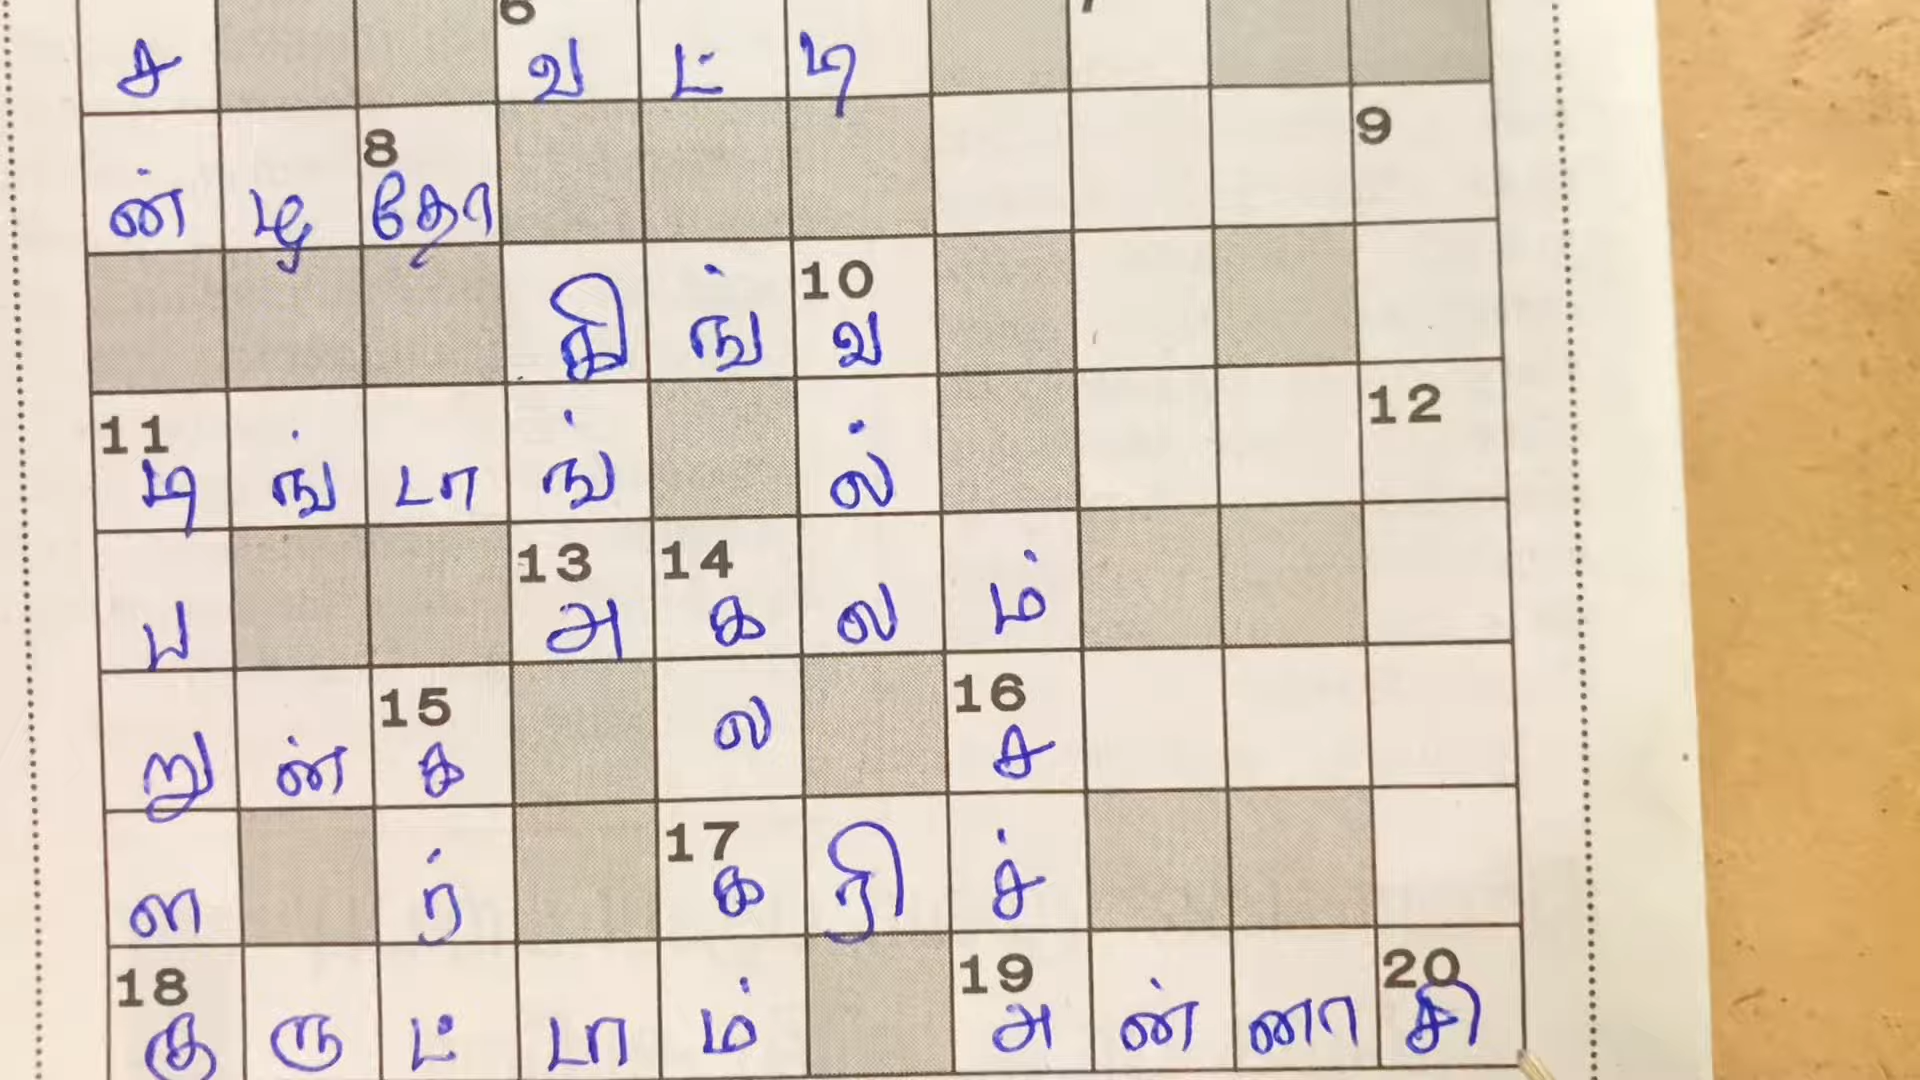 6 7
ச வ ட் டி
8 9
ன் டி தோ
10
கி ங் வ
11 12
டி ங் டா ங் ல்
13 14
ப அ க ல ம்
15 16
று ன் க ல ச
17
ள ர் க ரி ச்
18 19 20
கு ரு ட் டா ம் அ ன் னா சி